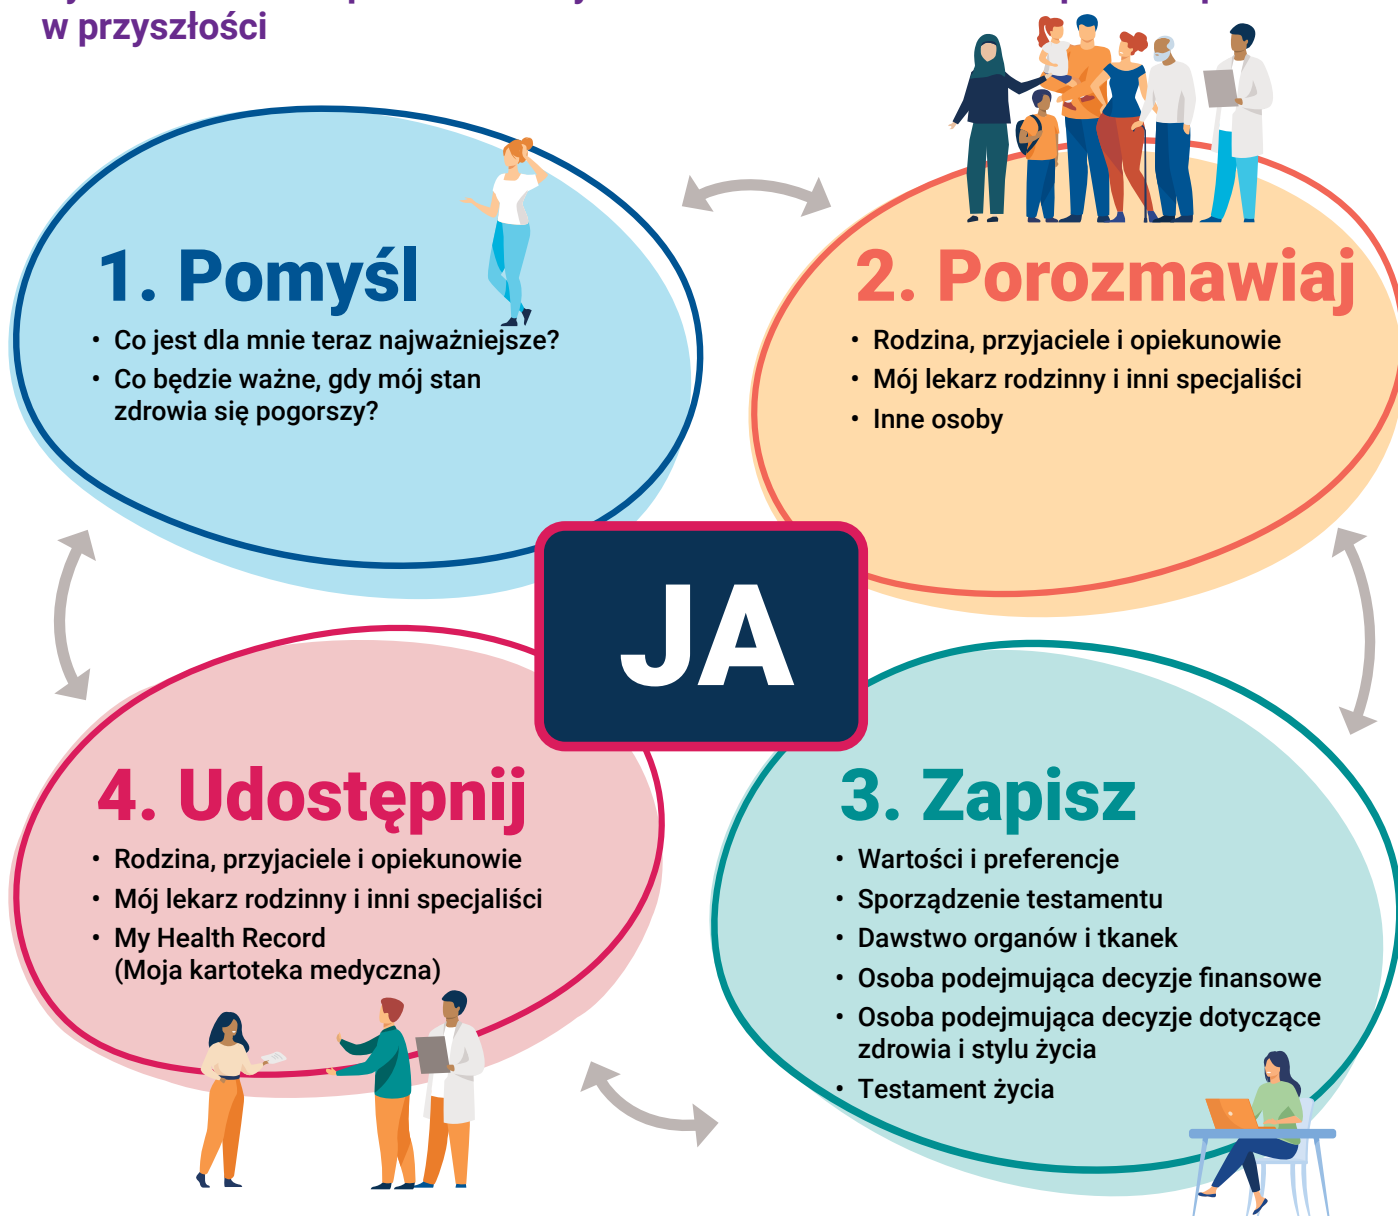 w przyszłości
1. Pomyśl
• Co jest dla mnie teraz najważniejsze?
• Co będzie ważne, gdy mój stan
zdrowia się pogorszy?
2. Porozmawiaj
• Rodzina, przyjaciele i opiekunowie
• Mój lekarz rodzinny i inni specjaliści
• Inne osoby
JA
4. Udostępnij
• Rodzina, przyjaciele i opiekunowie
• Mój lekarz rodzinny i inni specjaliści
• My Health Record
(Moja kartoteka medyczna)
3. Zapisz
• Wartości i preferencje
• Sporządzenie testamentu
• Dawstwo organów i tkanek
• Osoba podejmująca decyzje finansowe
• Osoba podejmująca decyzje dotyczące
zdrowia i stylu życia
• Testament życia